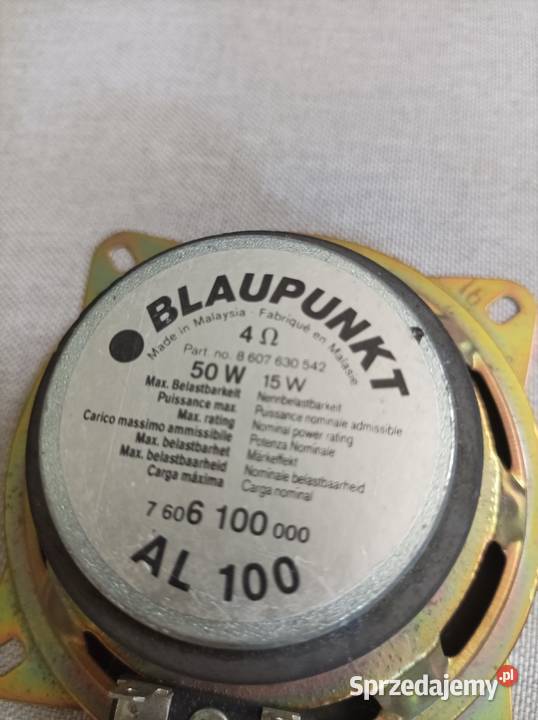 BLAUPUNKT
Made in Malaysia · Fabriqué en Malaisie
4 Ω
Part. no. 8 607 630 542
50 W 15 W
Max. Belastbarkeit Nennbelastbarkeit
Puissance max. Puissance nominale admissible
Max. rating Nominal power rating
Carico massimo ammissibile Potenza Nominale
Max. belastbarhet Märkeffekt
Max. belastbaarheid Nominale belastbaarheid
Carga máxima Carga nominal
7 606 100 000
AL 100
16
Sprzedajemy.pl